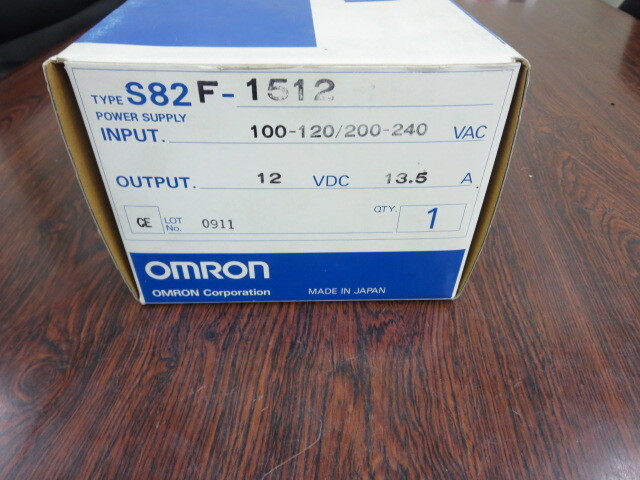 TYPE S82F-1512
POWER SUPPLY
INPUT. 100-120/200-240 VAC
OUTPUT. 12 VDC 13.5 A.
CE LOT No. 0911 QTY. 1
OMRON
OMRON Corporation MADE IN JAPAN